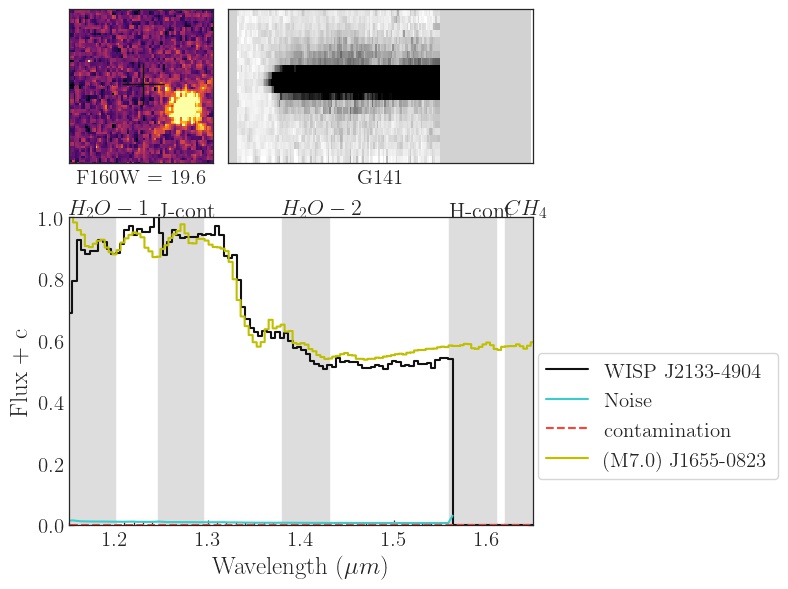 F160W = 19.6
G141
H₂O − 1
J-cont
H₂O − 2
H-cont
CH₄
1.0
0.8
0.6
0.4
0.2
0.0
Flux + c
1.2
1.3
1.4
1.5
1.6
Wavelength (μm)
WISP J2133-4904
Noise
contamination
(M7.0) J1655-0823